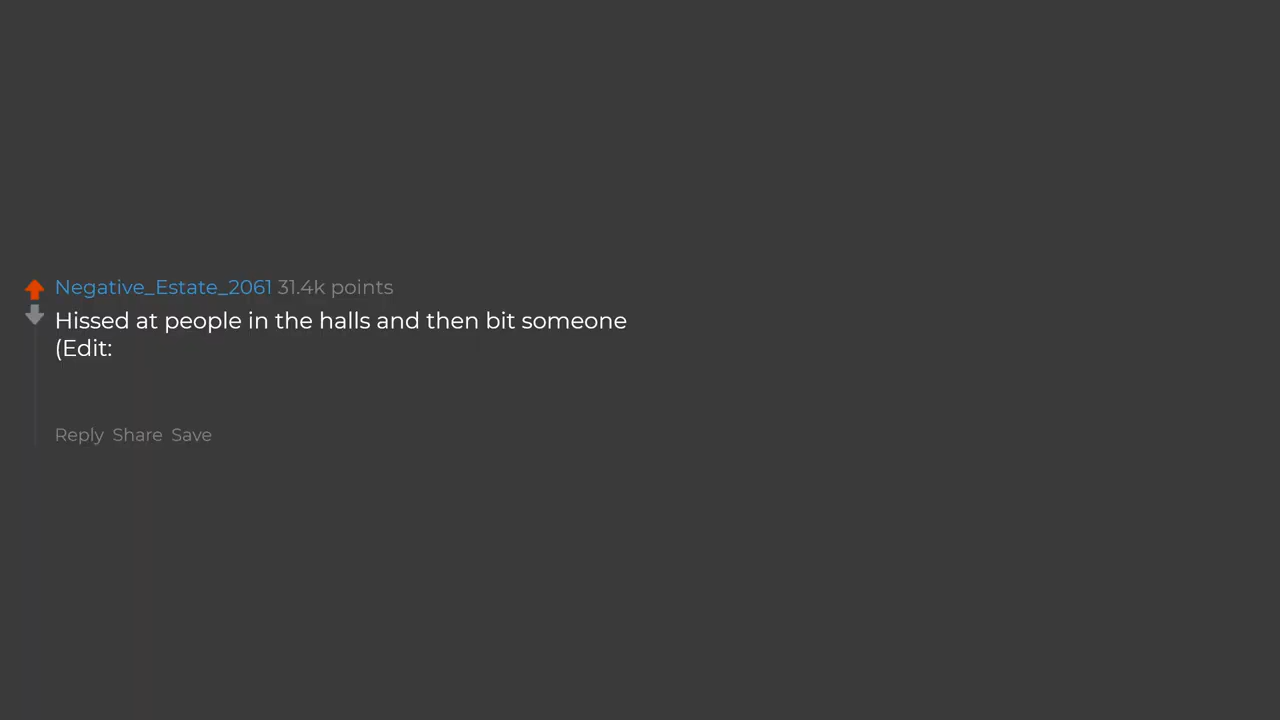 Negative_Estate_2061 31.4k points
Hissed at people in the halls and then bit someone
(Edit:
Reply Share Save